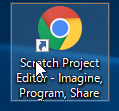 Scratch Project
Editor - Imagine,
Program, Share